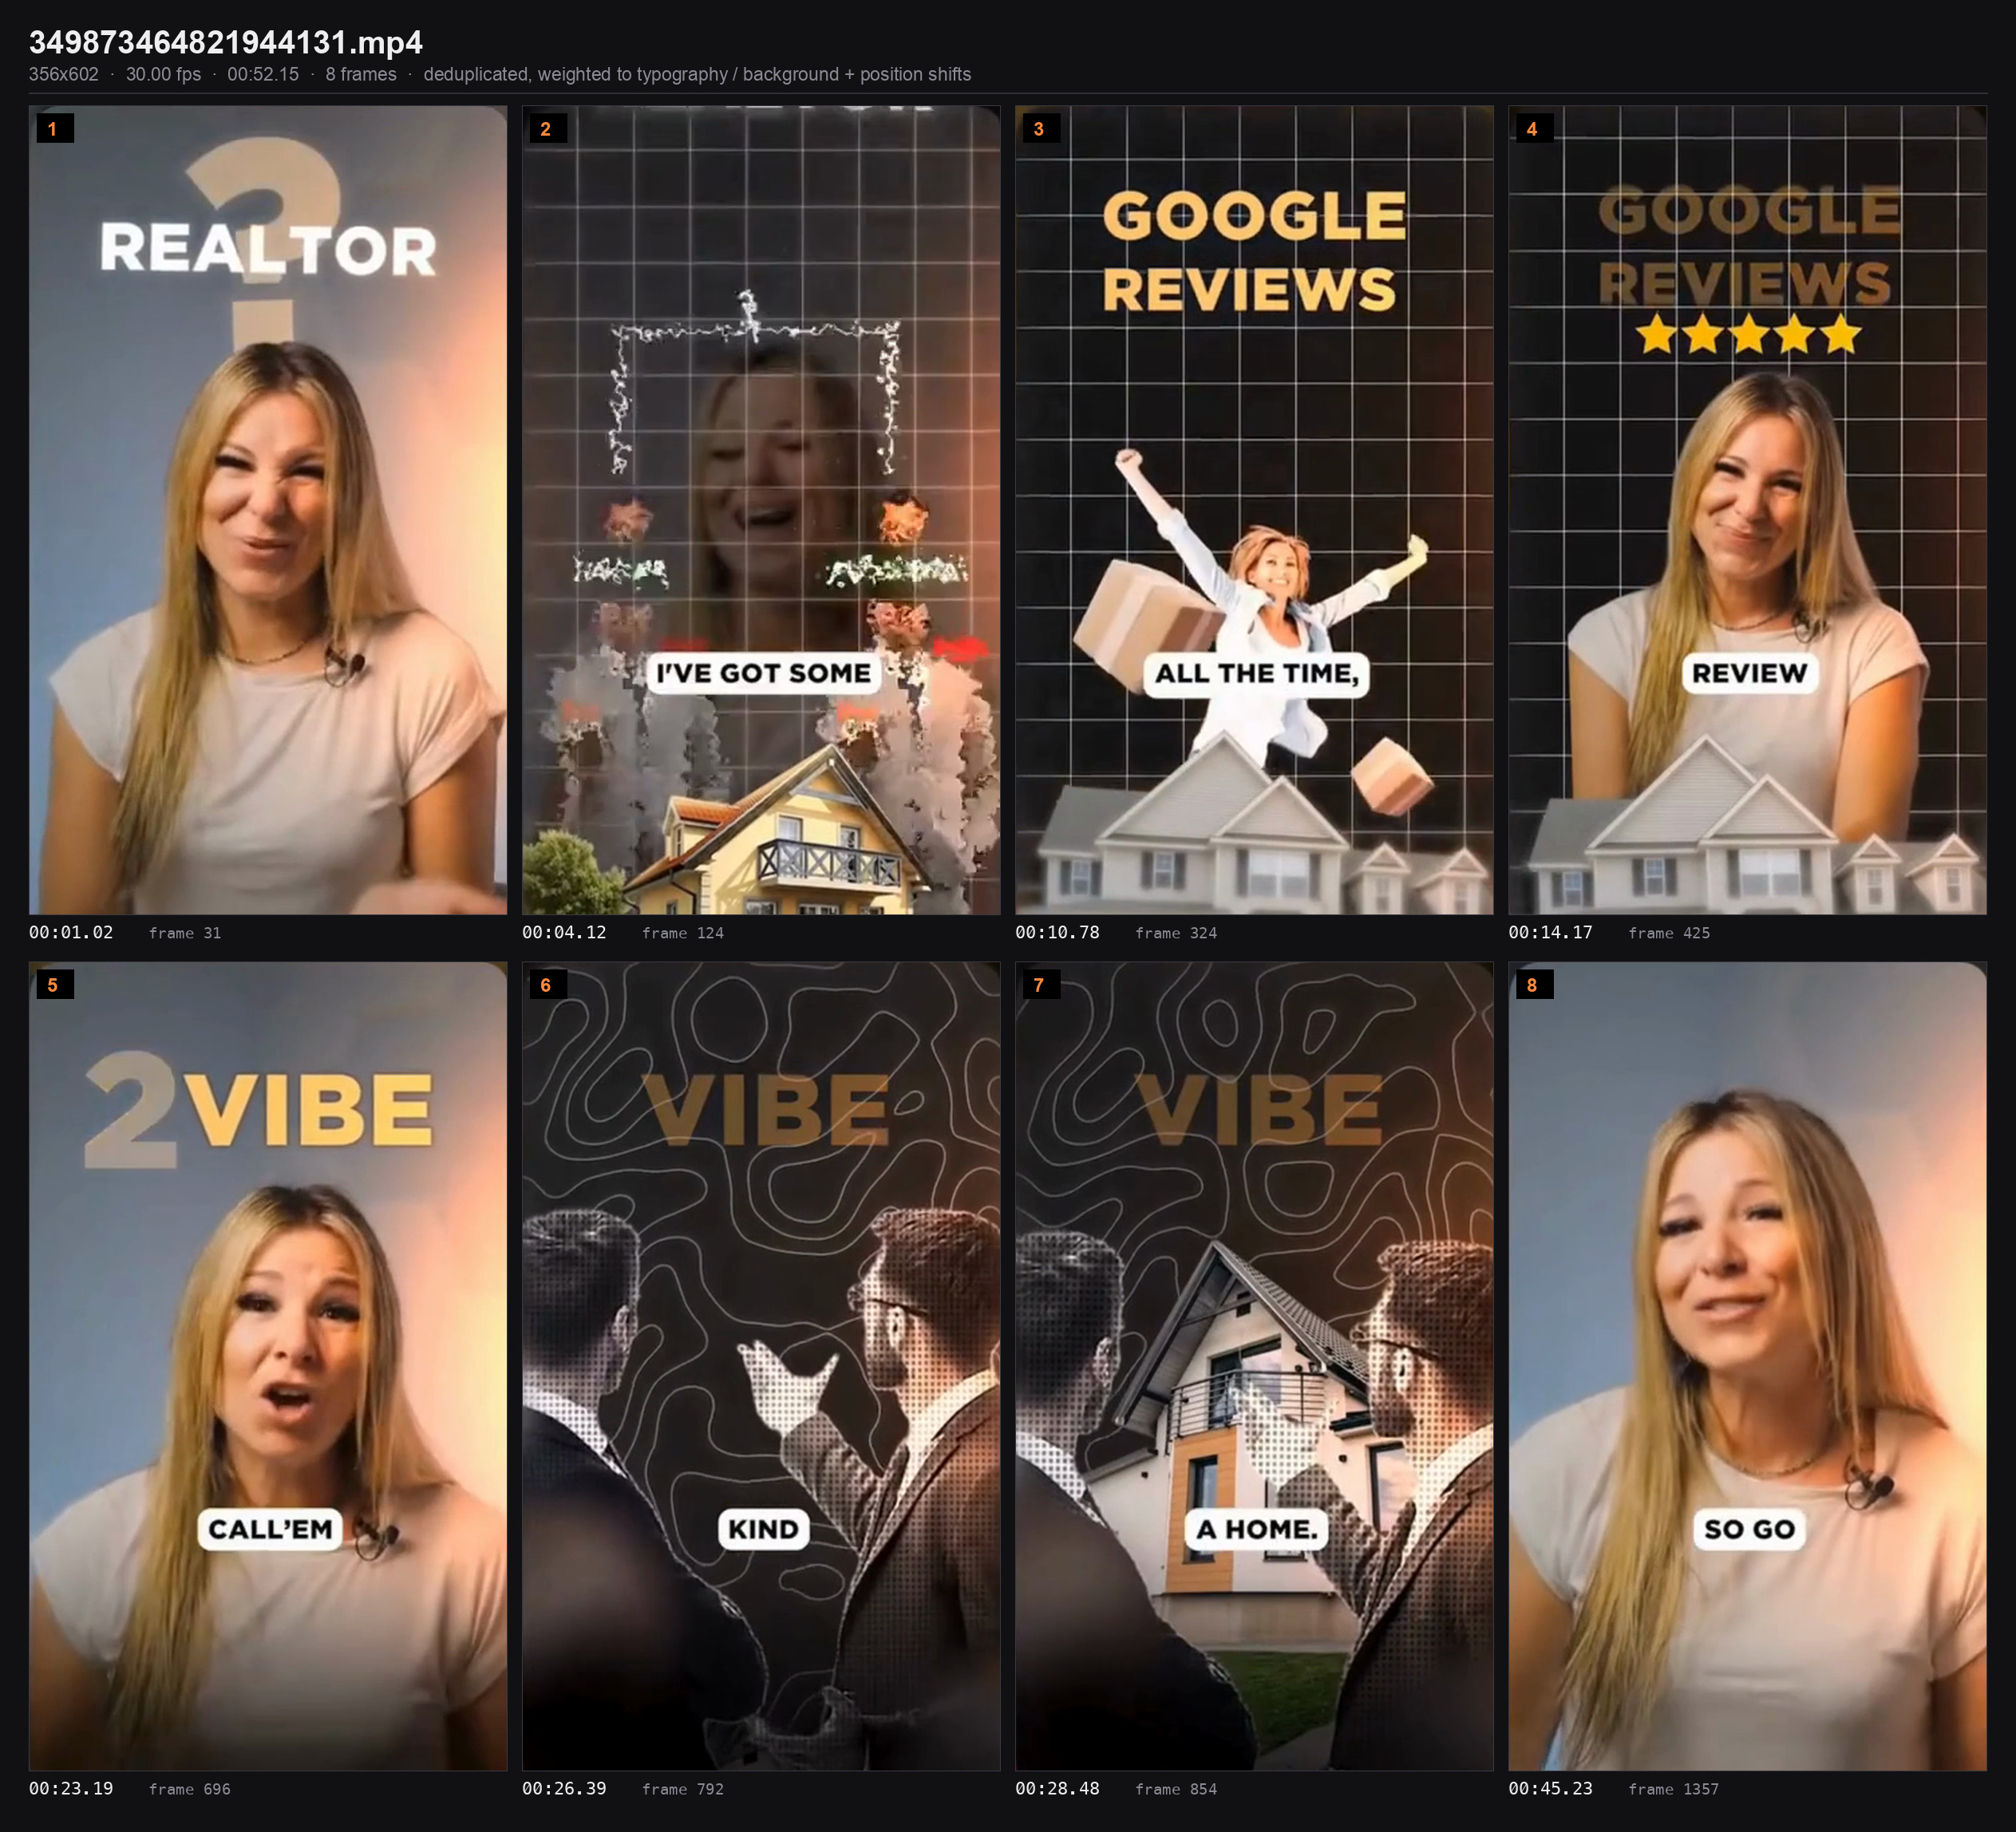 349873464821944131.mp4
356x602 · 30.00 fps · 00:52.15 · 8 frames · deduplicated, weighted to typography / background + position shifts
1
?
REALTOR
00:01.02 frame 31
2
I'VE GOT SOME
00:04.12 frame 124
3
GOOGLE
REVIEWS
ALL THE TIME,
00:10.78 frame 324
4
GOOGLE
REVIEWS
REVIEW
00:14.17 frame 425
5
2 VIBE
CALL'EM
00:23.19 frame 696
6
VIBE
KIND
00:26.39 frame 792
7
VIBE
A HOME.
00:28.48 frame 854
8
SO GO
00:45.23 frame 1357